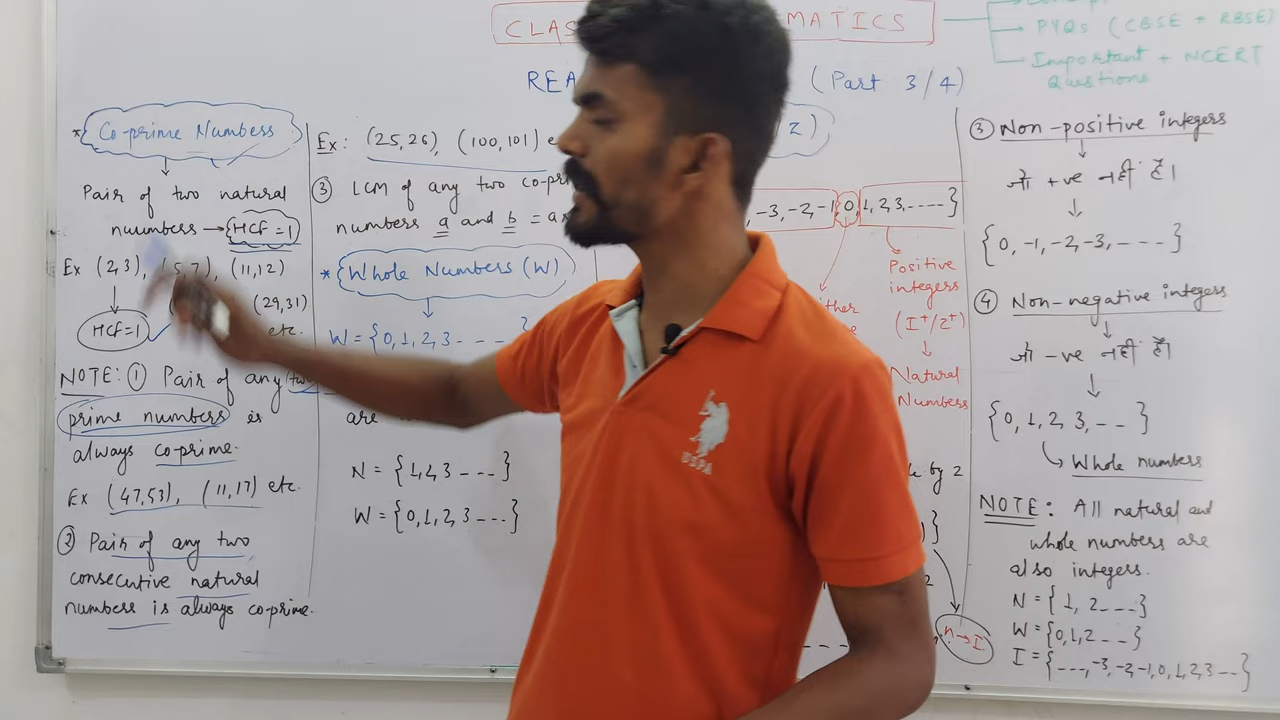 CLAS MATICS
REA (Part 3/4)
PYQs (CBSE + RBSE)
Important + NCERT
Questions
* Co-prime Numbers
Pair of two natural
numbers → HCF = 1
Ex (2,3), (5,7), (11,12)
(29,31)
HCF=1 etc.
NOTE: ① Pair of any two
prime numbers is
always co-prime.
Ex (47,53), (11,17) etc.
② Pair of any two
consecutive natural
numbers is always co-prime.
Ex: (25,26), (100,101) e
③ LCM of any two co-pri
numbers a and b = ax
* Whole Numbers (W)
W = {0, 1, 2, 3 - - -
are
N = {1, 2, 3 - - - }
W = {0, 1, 2, 3 - - - }
z)
, -3, -2, -1, 0, 1, 2, 3, - - - - }
Positive
integers
(I⁺/Z⁺)
Natural
Numbers
ither
e by 2
}
2
n → I
③ Non-positive integers
जो +ve नहीं है।
{0, -1, -2, -3, - - - - }
④ Non-negative integers
जो -ve नहीं है।
{0, 1, 2, 3, - - }
Whole numbers
NOTE: All natural and
whole numbers are
also integers.
N = {1, 2 - - - }
W = {0, 1, 2 - - }
I = {- - -, -3, -2, -1, 0, 1, 2, 3 - - }
USPA